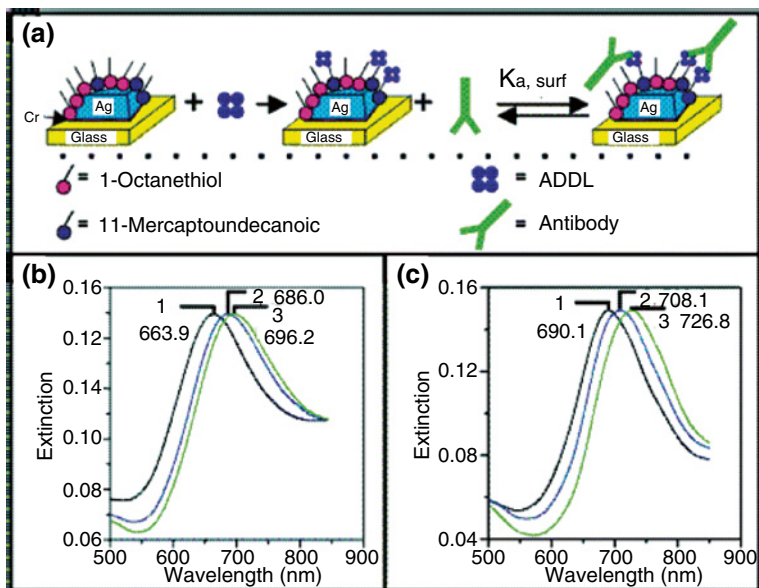 (a)
Ag
Ag
Ag
Cr
Glass
Glass
Glass
+
+
Ka, surf
= 1-Octanethiol
= ADDL
= 11-Mercaptoundecanoic
= Antibody
(b)
0.16
0.14
0.12
0.10
0.08
0.06
Extinction
1
663.9
2 686.0
3
696.2
500 600 700 800 900
Wavelength (nm)
(c)
0.16
0.12
0.08
0.04
Extinction
1
690.1
2 708.1
3 726.8
500 600 700 800 900
Wavelength (nm)